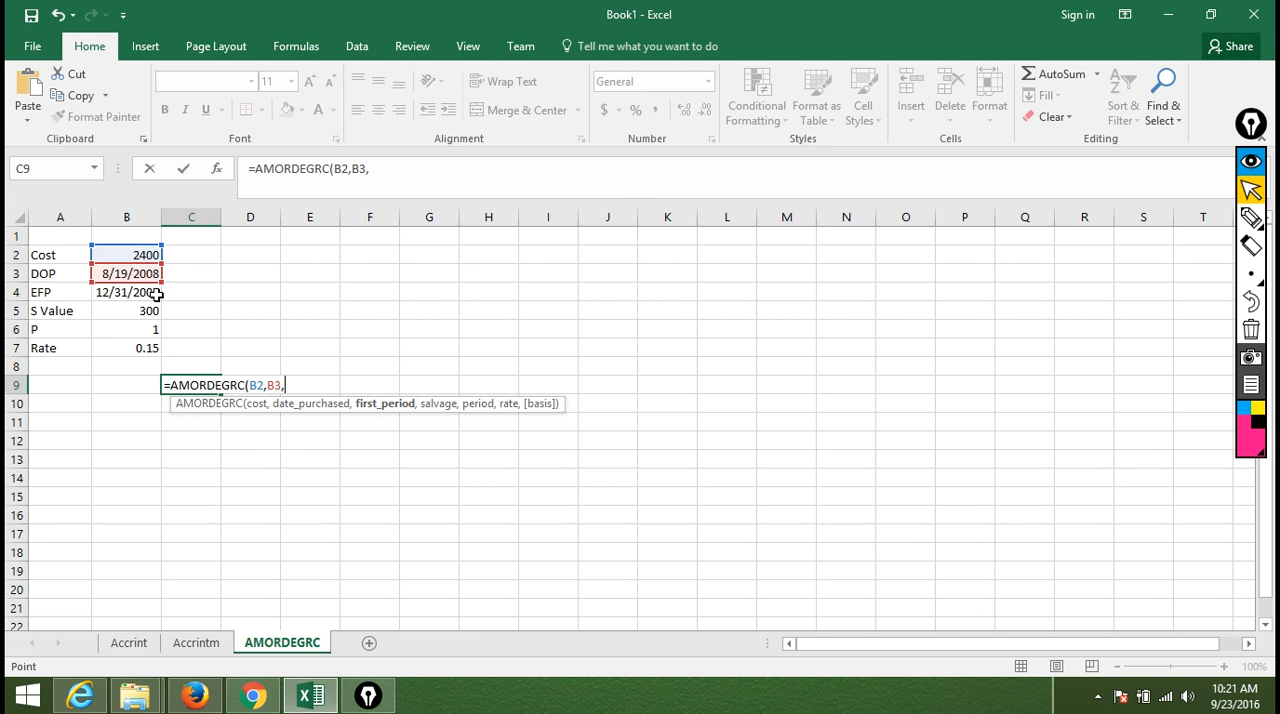 Book1 - Excel
Sign in
File Home Insert Page Layout Formulas Data Review View Team Tell me what you want to do Share
Paste
Cut
Copy
Format Painter
Clipboard
11 A A
B I U A
Font
Wrap Text
Merge & Center
Alignment
General
$ % ,
Number
Conditional Formatting
Format as Table
Cell Styles
Styles
Insert Delete Format
Cells
AutoSum
Fill
Clear
Sort & Filter
Find & Select
Editing
C9 fx =AMORDEGRC(B2,B3,
A B C D E F G H I J K L M N O P Q R S T
1
2 Cost 2400
3 DOP 8/19/2008
4 EFP
5 S Value 300
6 P 1
7 Rate 0.15
8
9 =AMORDEGRC(B2,B3,
10 AMORDEGRC(cost, date_purchased, first_period, salvage, period, rate, [basis])
11
12
13
14
15
16
17
18
19
20
21
22
Accrint Accrintm AMORDEGRC
Point 100%
10:21 AM
9/23/2016